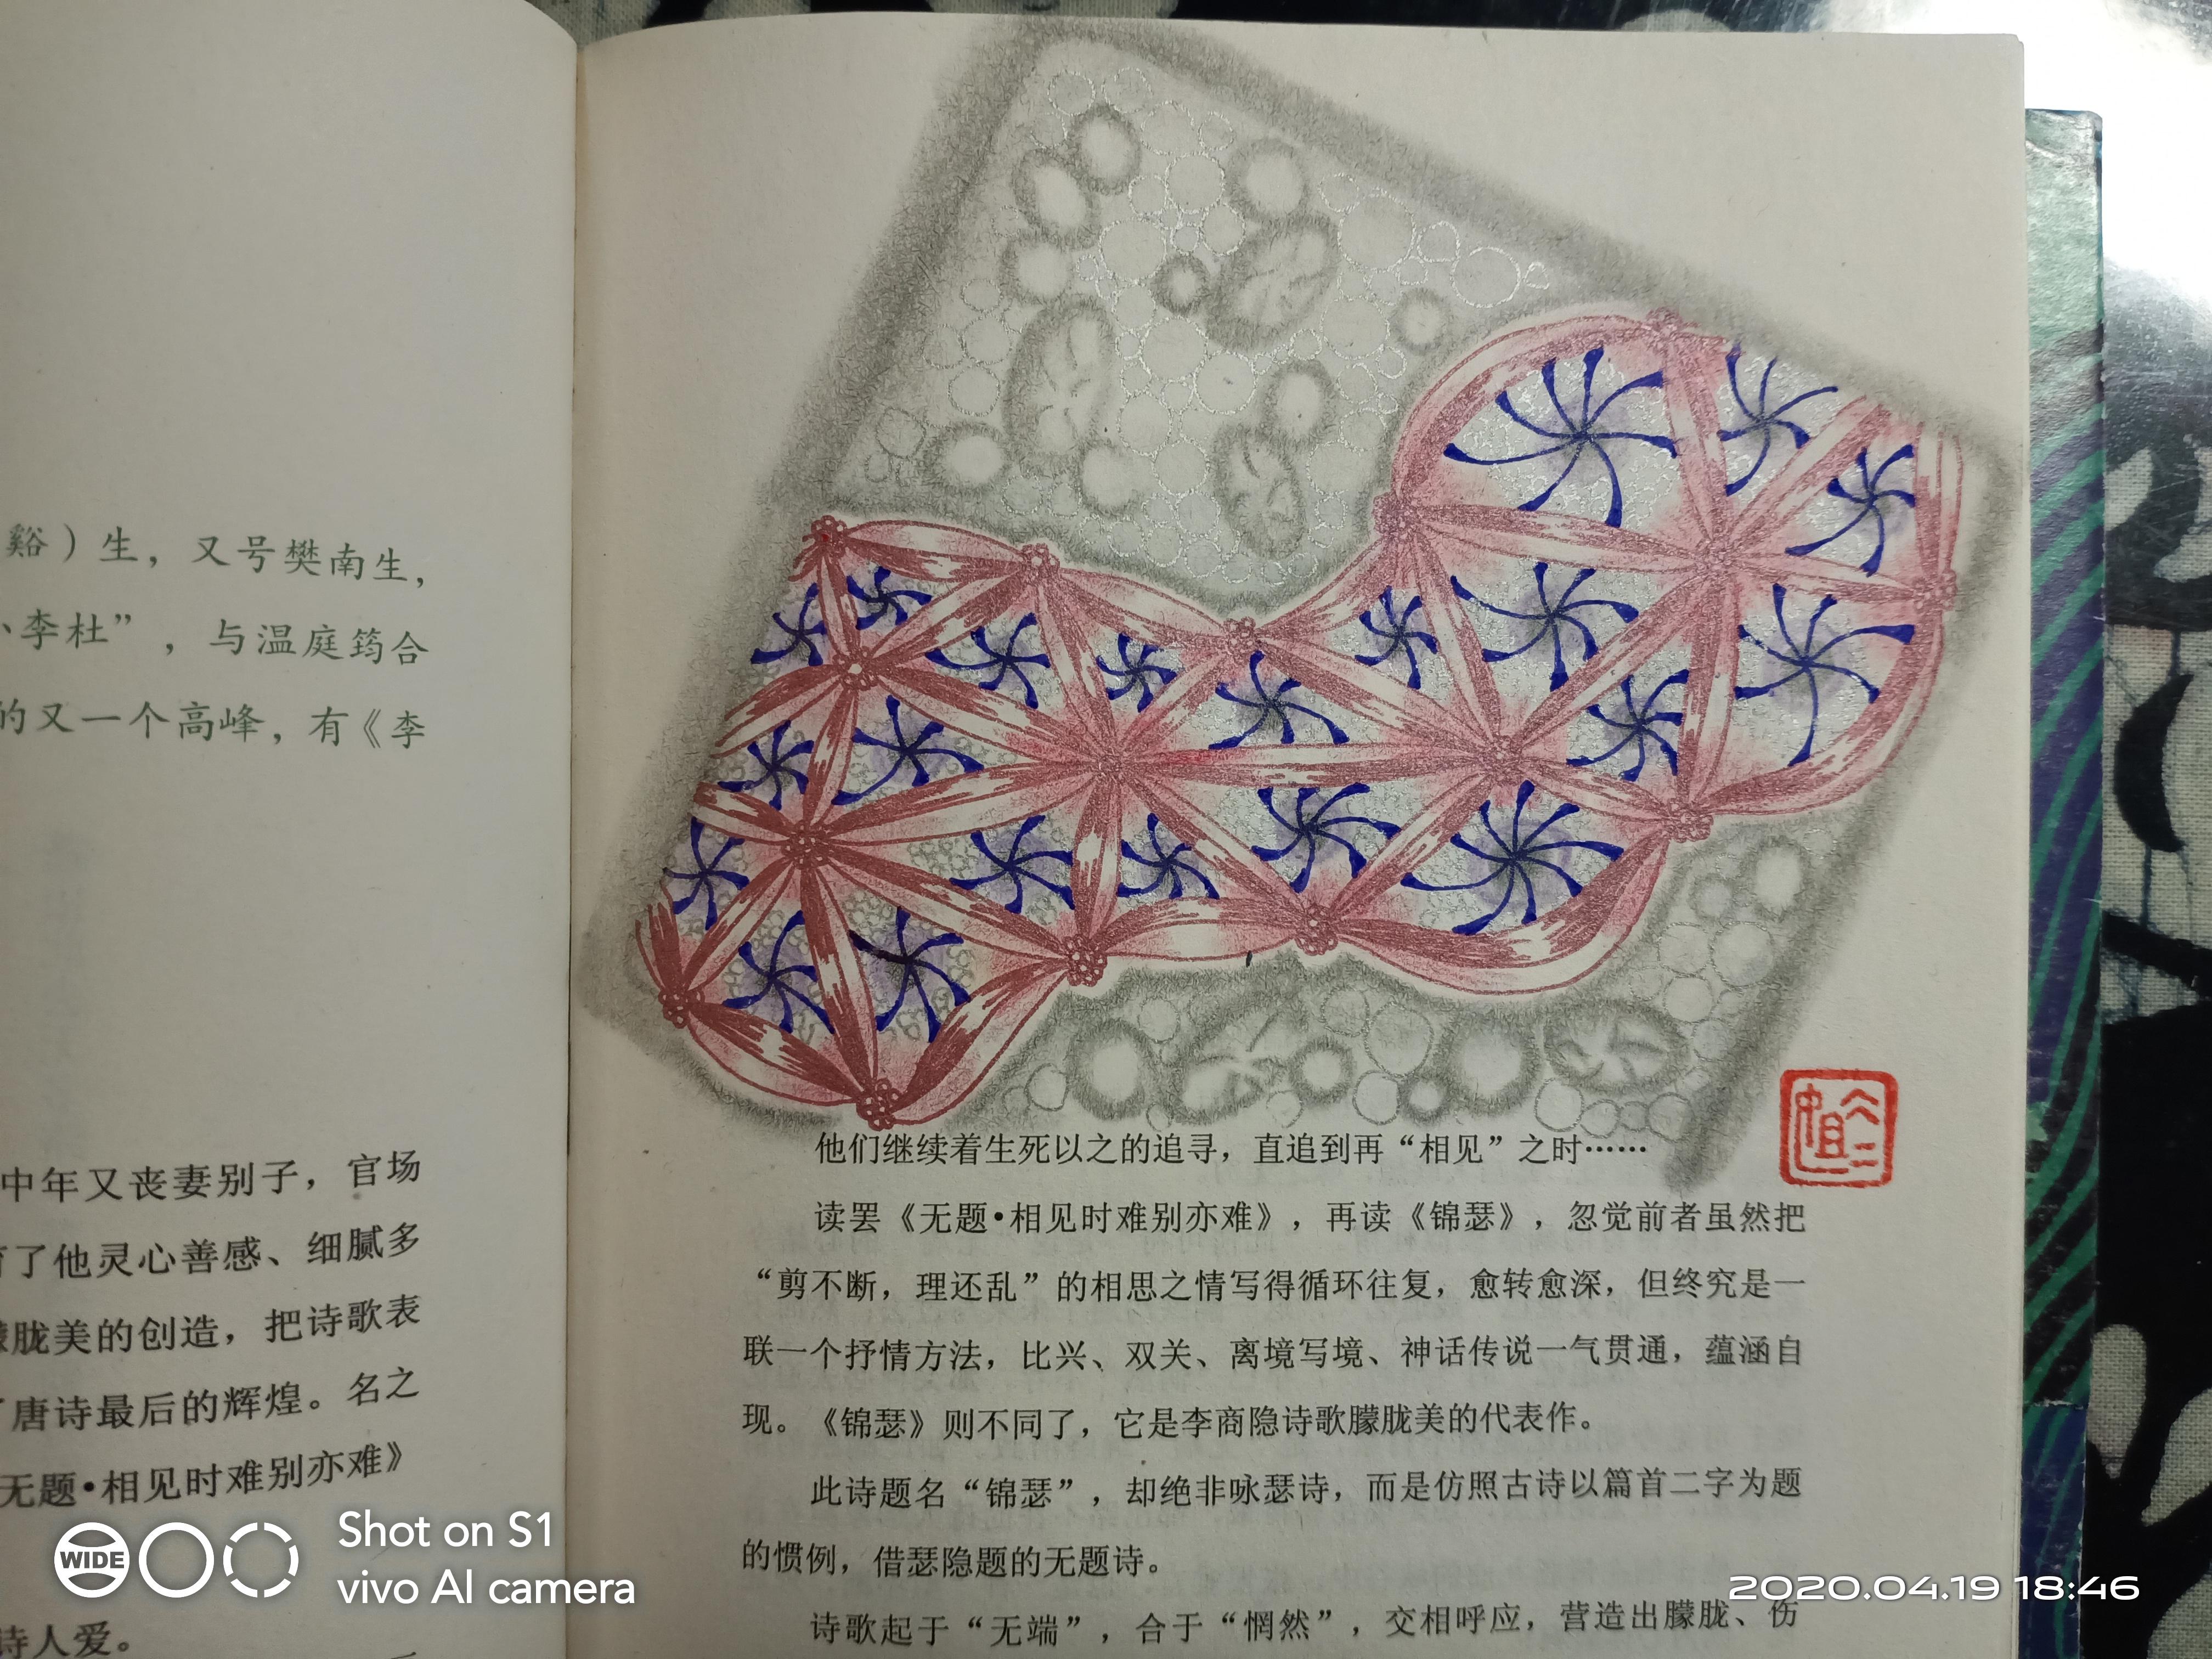 谿）生，又号樊南生，
小李杜”，与温庭筠合
的又一个高峰，有《李
中年又丧妻别子，官场
育了他灵心善感、细腻多
朦胧美的创造，把诗歌表
了唐诗最后的辉煌。名之
无题•相见时难别亦难》
诗人爱。
他们继续着生死以之的追寻，直追到再“相见”之时……
读罢《无题•相见时难别亦难》，再读《锦瑟》，忽觉前者虽然把
“剪不断，理还乱”的相思之情写得循环往复，愈转愈深，但终究是一
联一个抒情方法，比兴、双关、离境写境、神话传说一气贯通，蕴涵自
现。《锦瑟》则不同了，它是李商隐诗歌朦胧美的代表作。
此诗题名“锦瑟”，却绝非咏瑟诗，而是仿照古诗以篇首二字为题
的惯例，借瑟隐题的无题诗。
诗歌起于“无端”，合于“惘然”，交相呼应，营造出朦胧、伤
WIDE
Shot on S1
vivo AI camera
2020.04.19 18:46